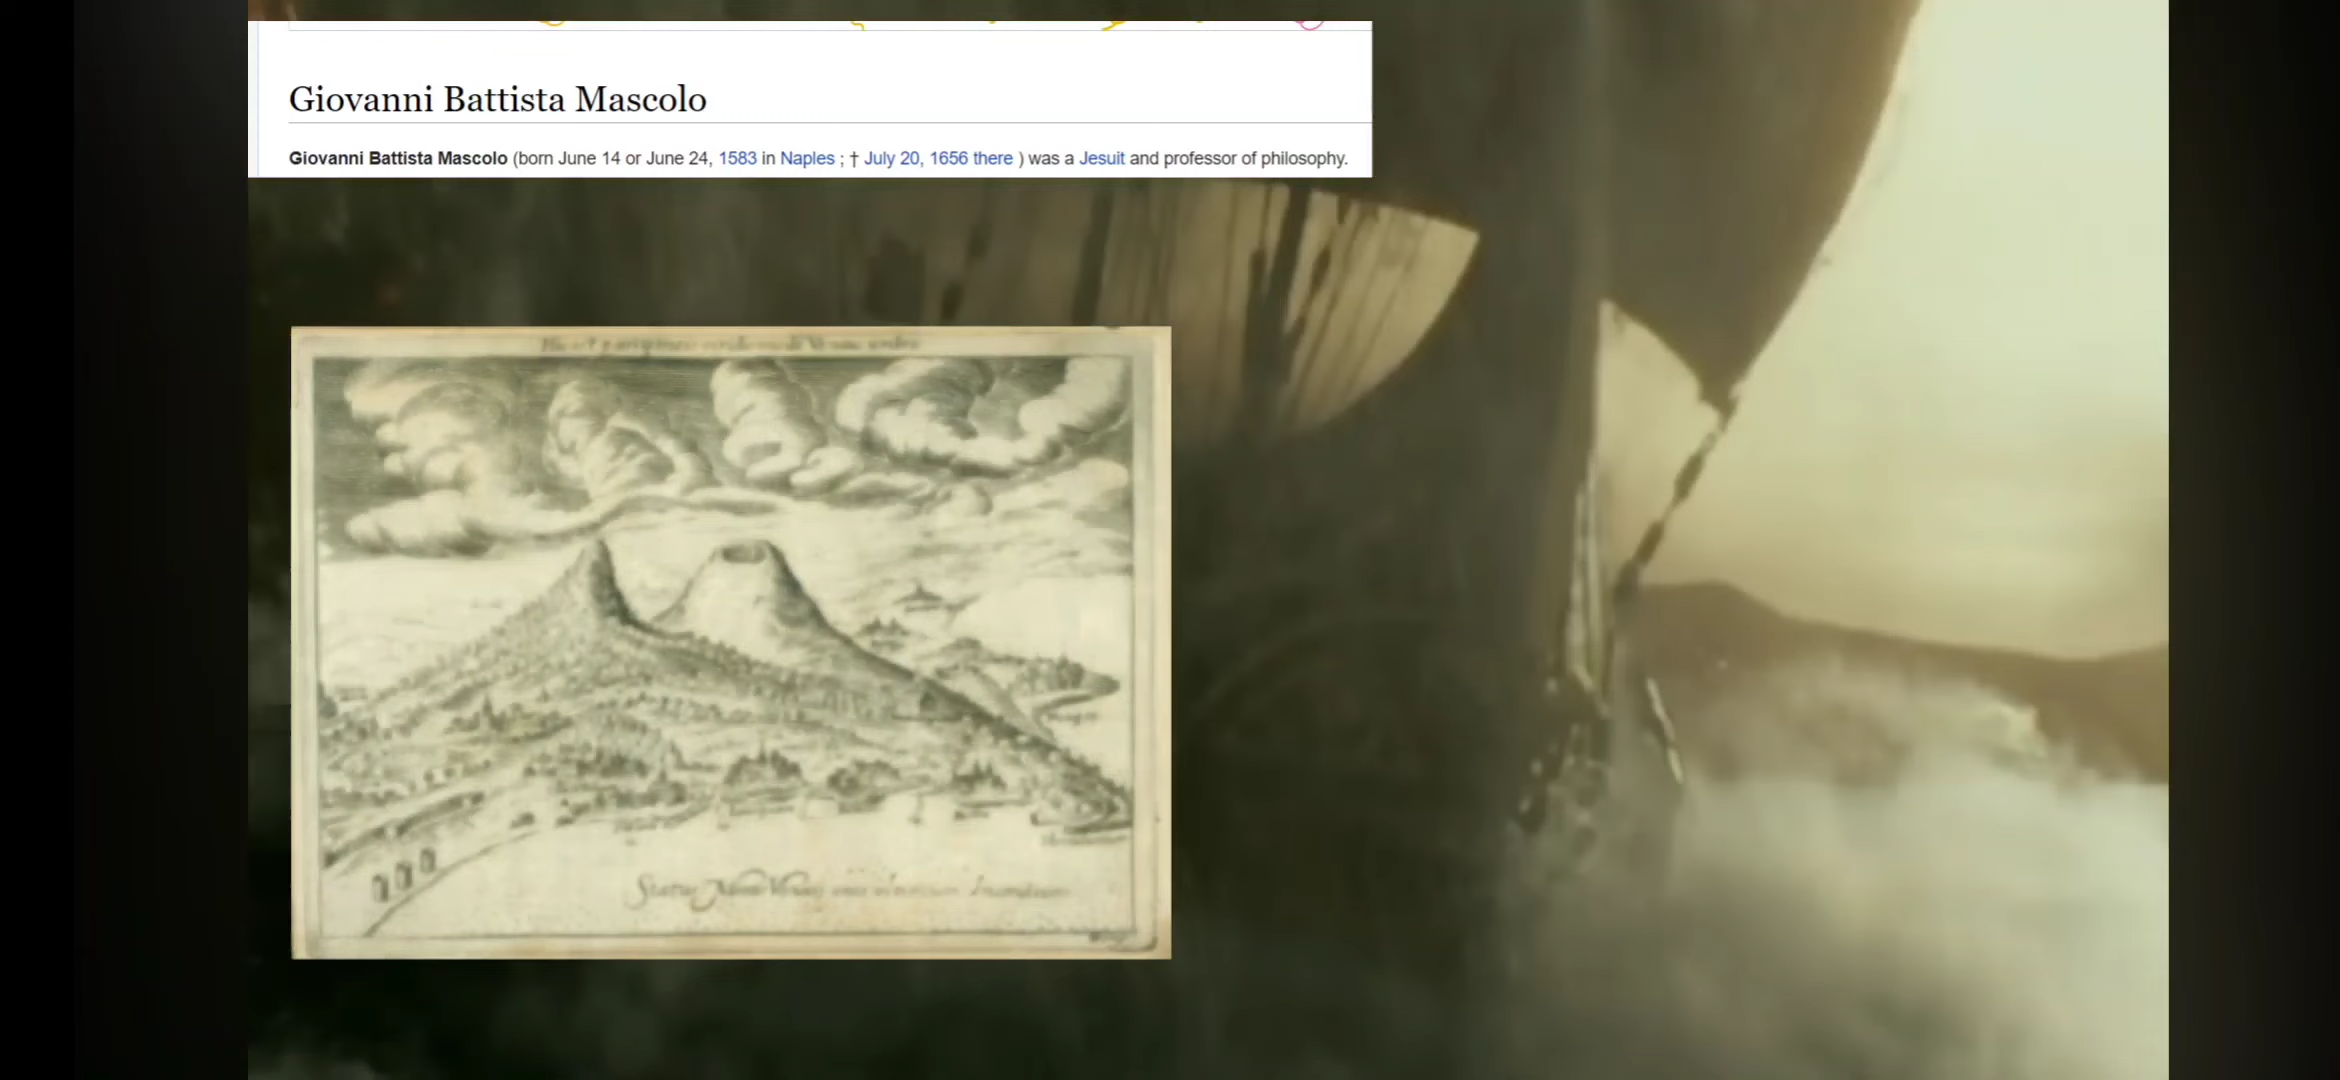 Giovanni Battista Mascolo
Giovanni Battista Mascolo (born June 14 or June 24, 1583 in Naples ; † July 20, 1656 there ) was a Jesuit and professor of philosophy.